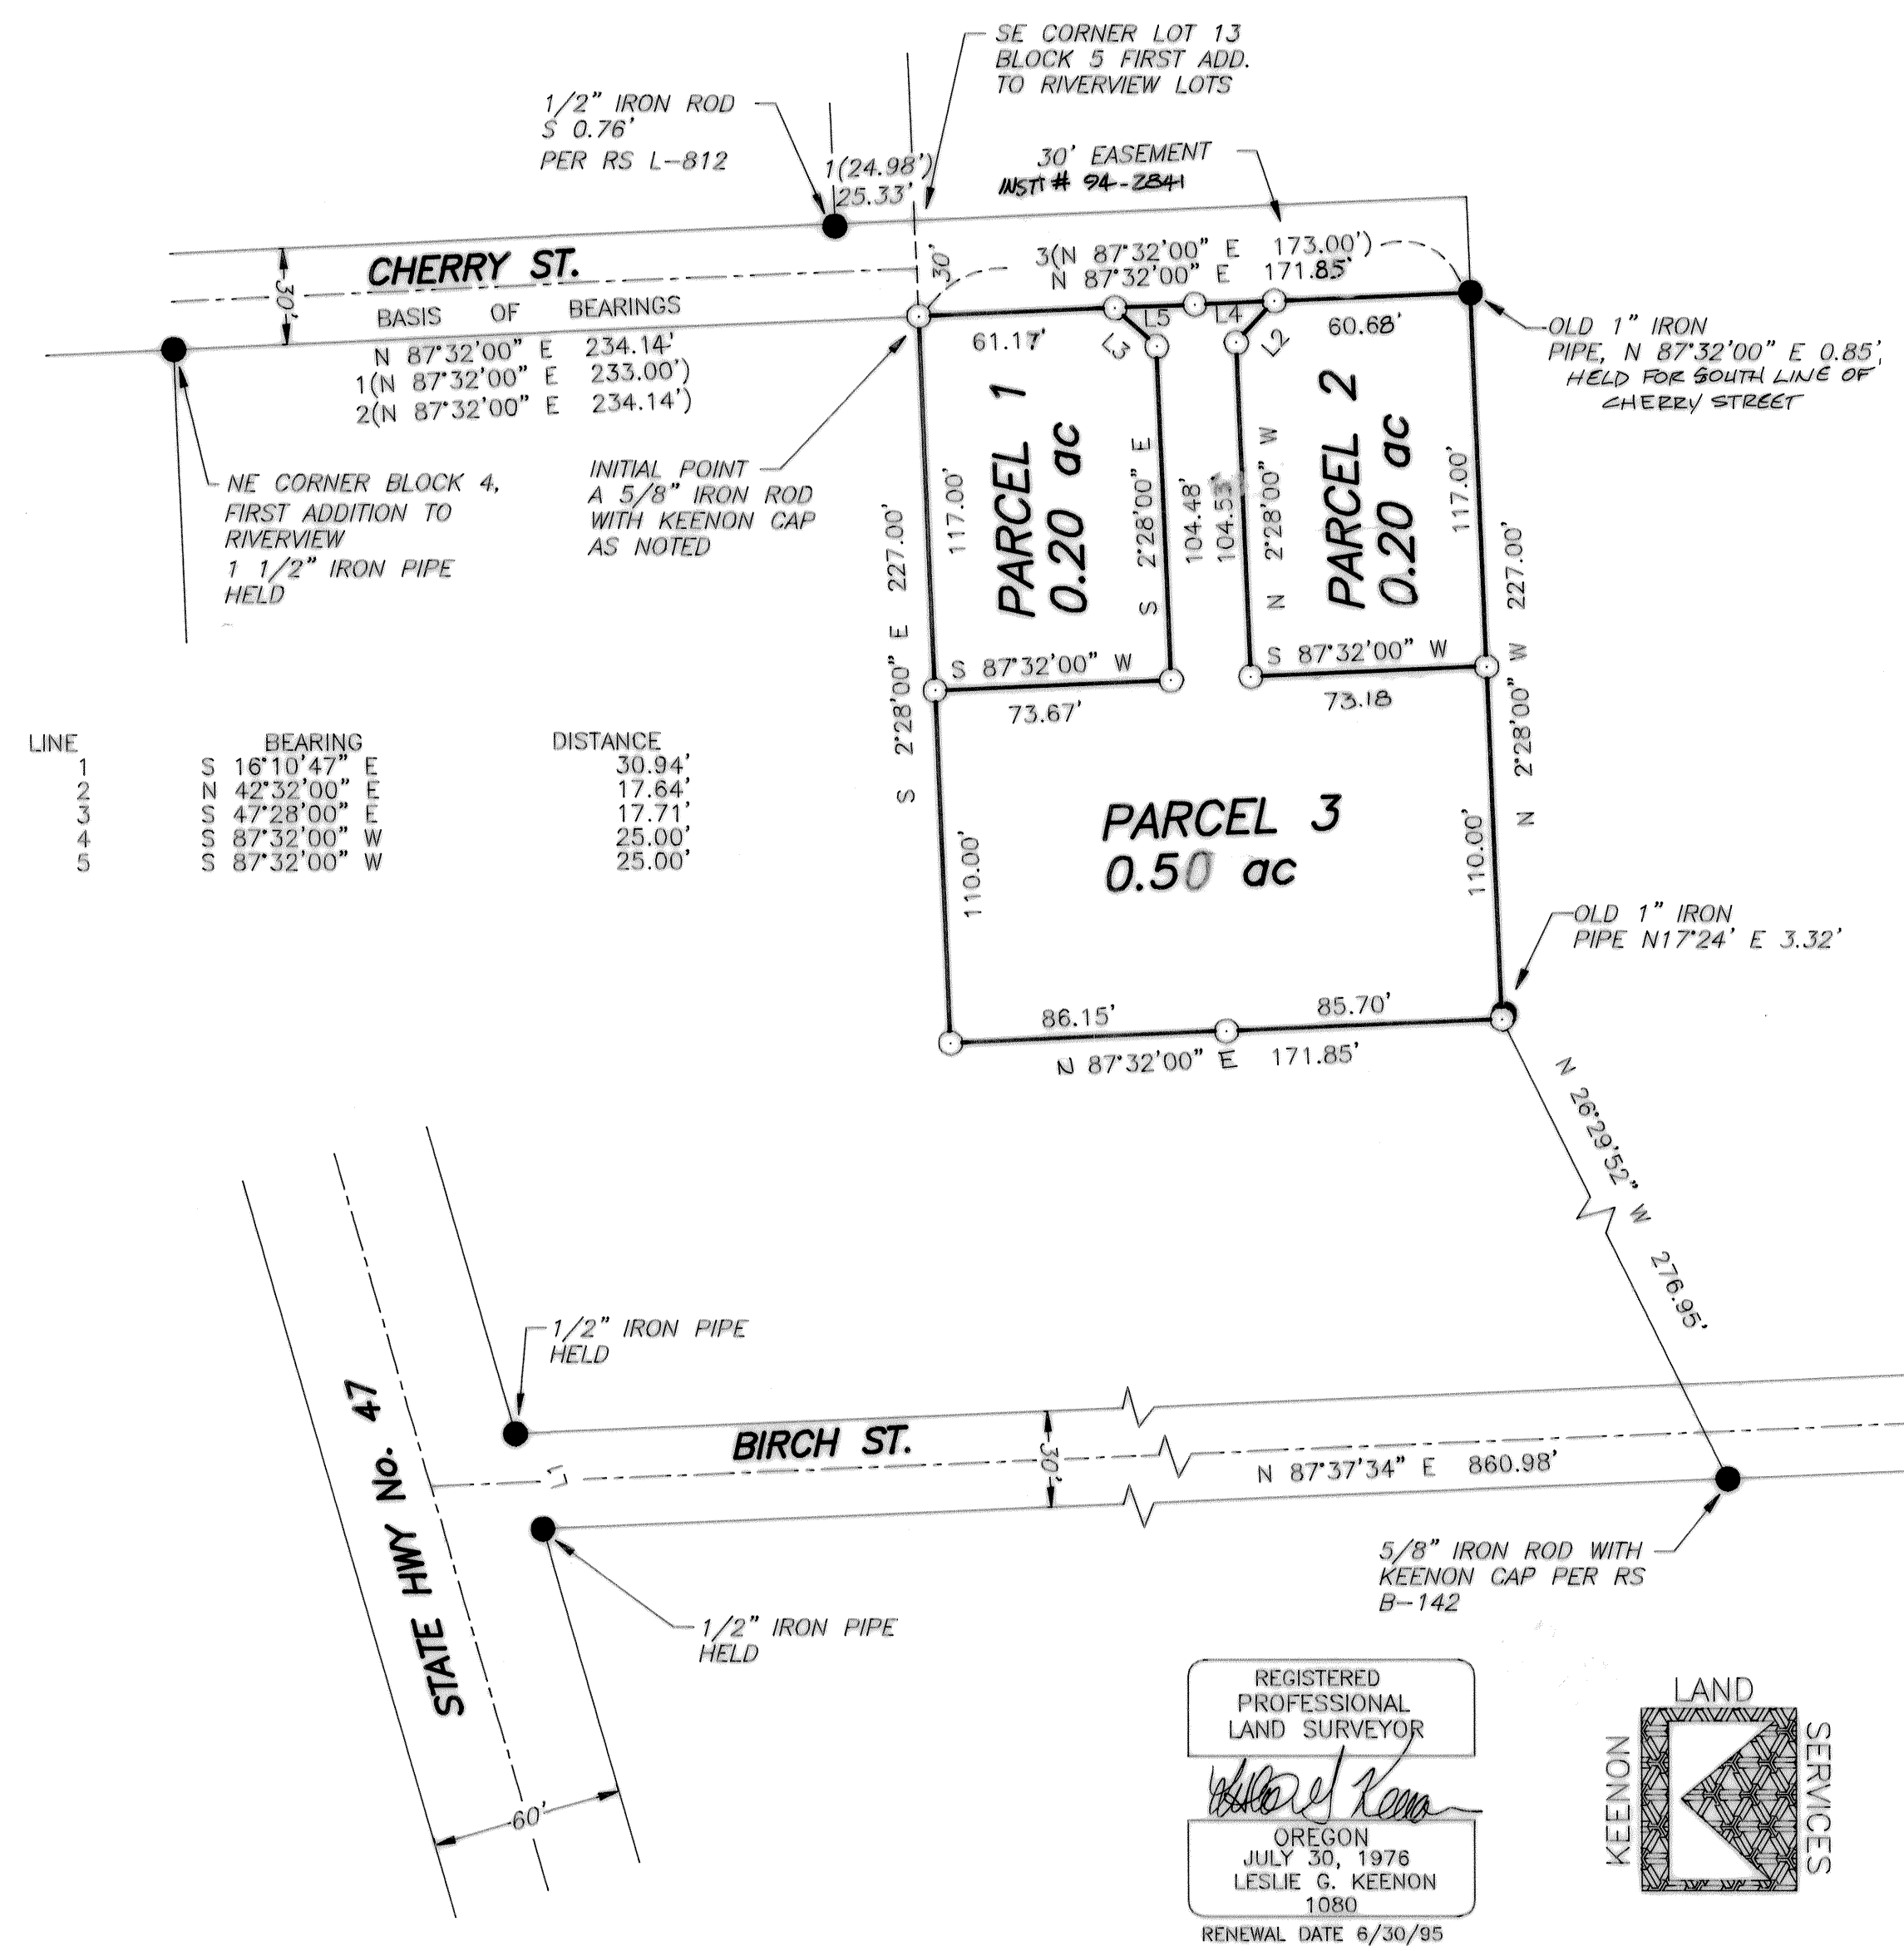 SE CORNER LOT 13
BLOCK 5 FIRST ADD.
TO RIVERVIEW LOTS
1/2" IRON ROD
S 0.76'
PER RS L-812
1(24.98')
25.33'
30' EASEMENT
INST # 94-2841
CHERRY ST.
30'
30'
3(N 87°32'00" E 173.00')
N 87°32'00" E 171.85'
BASIS OF BEARINGS
N 87°32'00" E 234.14'
1(N 87°32'00" E 233.00')
2(N 87°32'00" E 234.14')
61.17'
L5
L4
L3
L2
60.68'
OLD 1" IRON
PIPE, N 87°32'00" E 0.85',
HELD FOR SOUTH LINE OF
CHERRY STREET
NE CORNER BLOCK 4,
FIRST ADDITION TO
RIVERVIEW
1 1/2" IRON PIPE
HELD
INITIAL POINT
A 5/8" IRON ROD
WITH KEENON CAP
AS NOTED
S 2°28'00" E 227.00'
117.00'
PARCEL 1
0.20 ac
S 2°28'00" E
104.48'
104.53'
N 2°28'00" W
PARCEL 2
0.20 ac
117.00'
N 2°28'00" W 227.00'
S 87°32'00" W
73.67'
S 87°32'00" W
73.18
LINE BEARING DISTANCE
1 S 16°10'47" E 30.94'
2 N 42°32'00" E 17.64'
3 S 47°28'00" E 17.71'
4 S 87°32'00" W 25.00'
5 S 87°32'00" W 25.00'
PARCEL 3
0.50 ac
110.00'
110.00'
OLD 1" IRON
PIPE N17°24' E 3.32'
86.15'
85.70'
N 87°32'00" E 171.85'
N 26°29'52" W 276.95'
1/2" IRON PIPE
HELD
STATE HWY No. 47
BIRCH ST.
L1
30'
N 87°37'34" E 860.98'
1/2" IRON PIPE
HELD
5/8" IRON ROD WITH
KEENON CAP PER RS
B-142
60'
REGISTERED
PROFESSIONAL
LAND SURVEYOR
Leslie G Keenon
OREGON
JULY 30, 1976
LESLIE G. KEENON
1080
RENEWAL DATE 6/30/95
KEENON
LAND
SERVICES